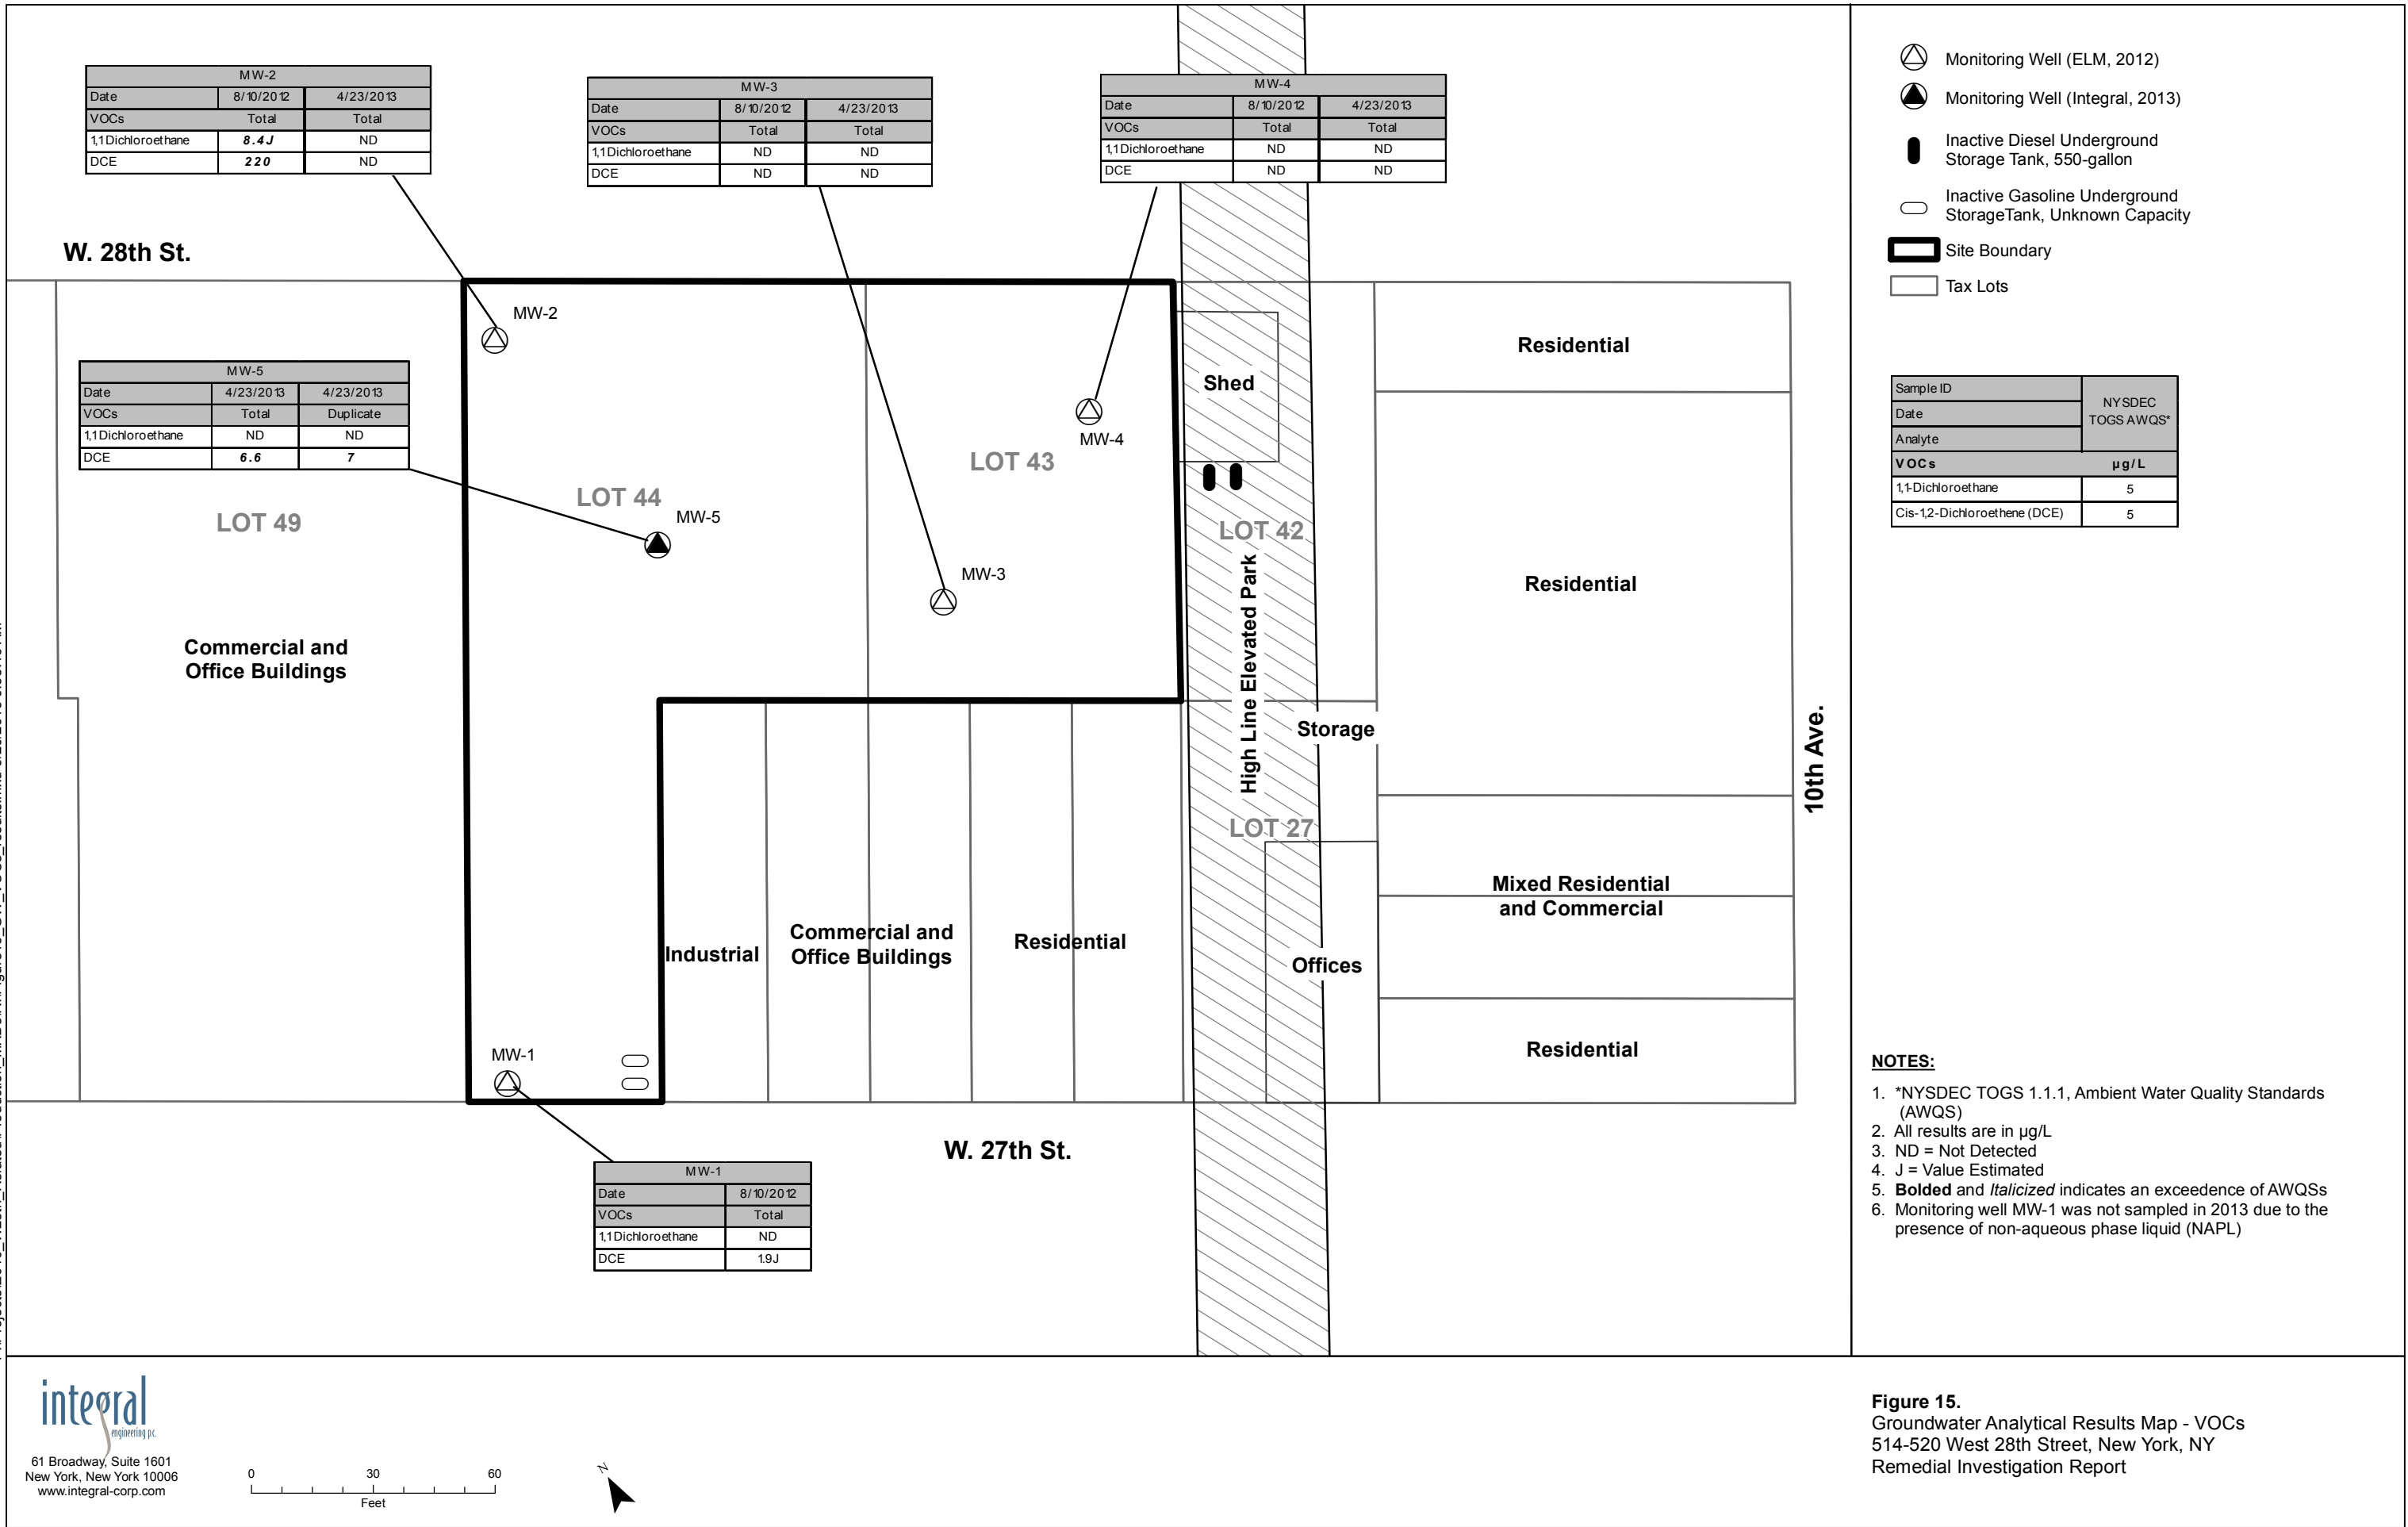 MW-2
Date 8/10/2012 4/23/2013
VOCs Total Total
1,1 Dichloroethane 8.4J ND
DCE 220 ND
MW-3
Date 8/10/2012 4/23/2013
VOCs Total Total
1,1 Dichloroethane ND ND
DCE ND ND
MW-4
Date 8/10/2012 4/23/2013
VOCs Total Total
1,1 Dichloroethane ND ND
DCE ND ND
W. 28th St.
MW-2
MW-5
Date 4/23/2013 4/23/2013
VOCs Total Duplicate
1,1 Dichloroethane ND ND
DCE 6.6 7
LOT 49
Commercial and
Office Buildings
LOT 44
MW-5
LOT 43
MW-4
MW-3
Shed
LOT 42
High Line Elevated Park
Storage
LOT 27
Offices
Residential
Residential
Mixed Residential
and Commercial
Residential
10th Ave.
Industrial
Commercial and
Office Buildings
Residential
MW-1
W. 27th St.
MW-1
Date 8/10/2012
VOCs Total
1,1 Dichloroethane ND
DCE 1.9J
Monitoring Well (ELM, 2012)
Monitoring Well (Integral, 2013)
Inactive Diesel Underground
Storage Tank, 550-gallon
Inactive Gasoline Underground
StorageTank, Unknown Capacity
Site Boundary
Tax Lots
Sample ID
Date
Analyte
NYSDEC
TOGS AWQS*
VOCs µg/L
1,1-Dichloroethane 5
Cis-1,2-Dichloroethene (DCE) 5
NOTES:
1. *NYSDEC TOGS 1.1.1, Ambient Water Quality Standards
(AWQS)
2. All results are in µg/L
3. ND = Not Detected
4. J = Value Estimated
5. Bolded and Italicized indicates an exceedence of AWQSs
6. Monitoring well MW-1 was not sampled in 2013 due to the
presence of non-aqueous phase liquid (NAPL)
integral
engineering p.c.
61 Broadway, Suite 1601
New York, New York 10006
www.integral-corp.com
0 30 60
Feet
N
Figure 15.
Groundwater Analytical Results Map - VOCs
514-520 West 28th Street, New York, NY
Remedial Investigation Report